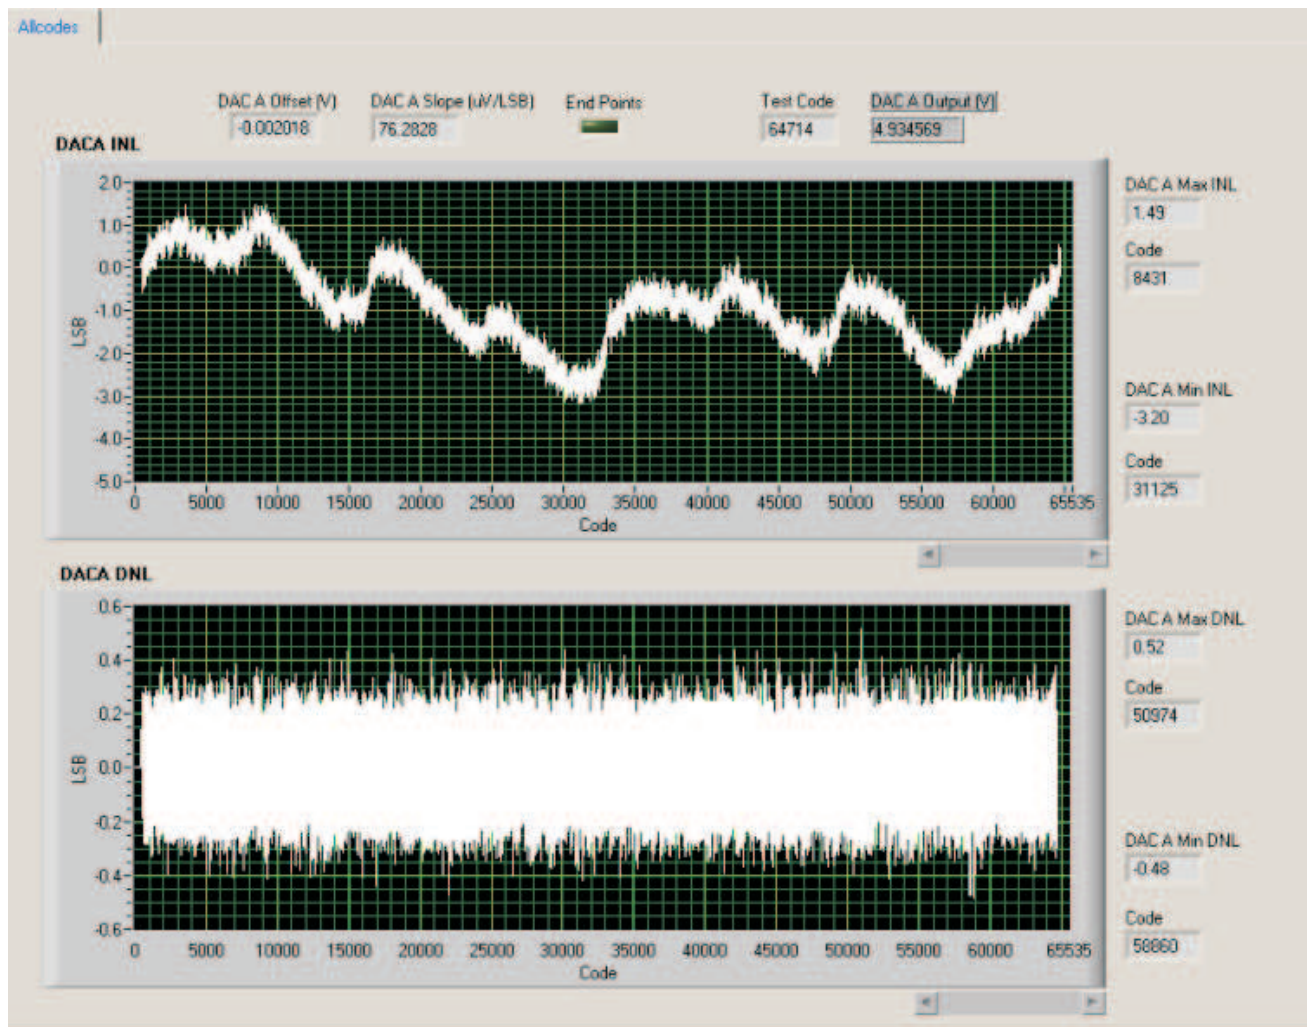 Allcodes
DAC A Offset (V) DAC A Slope (uV/LSB) End Points Test Code DAC A Output (V)
-0.002018 76.2828 64714 4.934569
DACA INL
2.0
1.0
0.0
-1.0
-2.0
-3.0
-4.0
-5.0
LSB
0 5000 10000 15000 20000 25000 30000 35000 40000 45000 50000 55000 60000 65535
Code
DAC A Max INL
1.49
Code
8431
DAC A Min INL
-3.20
Code
31125
DACA DNL
0.6
0.4
0.2
0.0
-0.2
-0.4
-0.6
LSB
0 5000 10000 15000 20000 25000 30000 35000 40000 45000 50000 55000 60000 65535
Code
DAC A Max DNL
0.52
Code
50974
DAC A Min DNL
-0.48
Code
58860